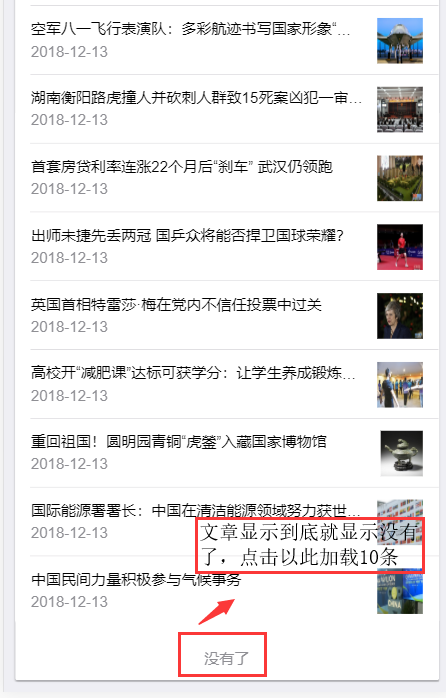 空军八一飞行表演队：多彩航迹书写国家形象“...
2018-12-13
湖南衡阳路虎撞人并砍刺人群致15死案凶犯一审...
2018-12-13
首套房贷利率连涨22个月后“刹车” 武汉仍领跑
2018-12-13
出师未捷先丢两冠 国乒众将能否捍卫国球荣耀？
2018-12-13
英国首相特雷莎·梅在党内不信任投票中过关
2018-12-13
高校开“减肥课”达标可获学分：让学生养成锻炼...
2018-12-13
重回祖国！圆明园青铜“虎鎣”入藏国家博物馆
2018-12-13
国际能源署署长：中国在清洁能源领域努力获世...
2018-12-13
文章显示到底就显示没有
了，点击以此加载10条
中国民间力量积极参与气候事务
2018-12-13
CHINA
没有了